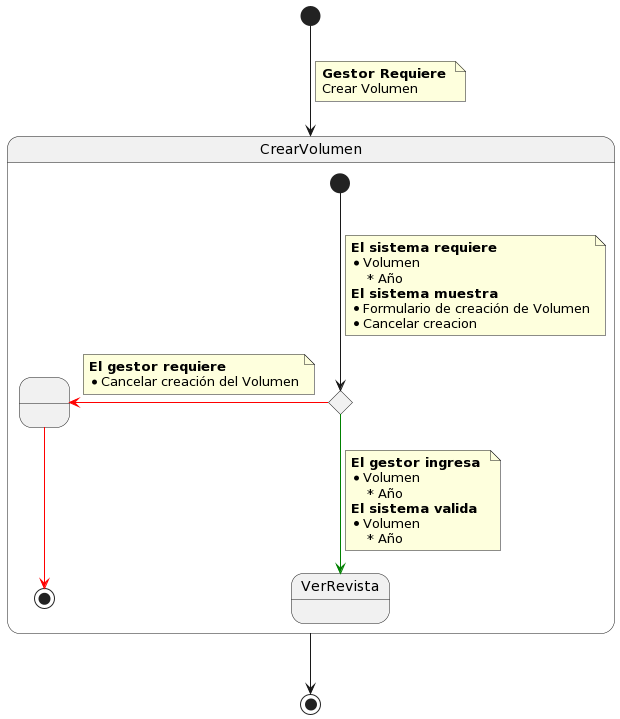 Gestor Requiere
Crear Volumen
CrearVolumen
El sistema requiere
• Volumen
* Año
El sistema muestra
• Formulario de creación de Volumen
• Cancelar creacion
El gestor requiere
• Cancelar creación del Volumen
El gestor ingresa
• Volumen
* Año
El sistema valida
• Volumen
* Año
VerRevista